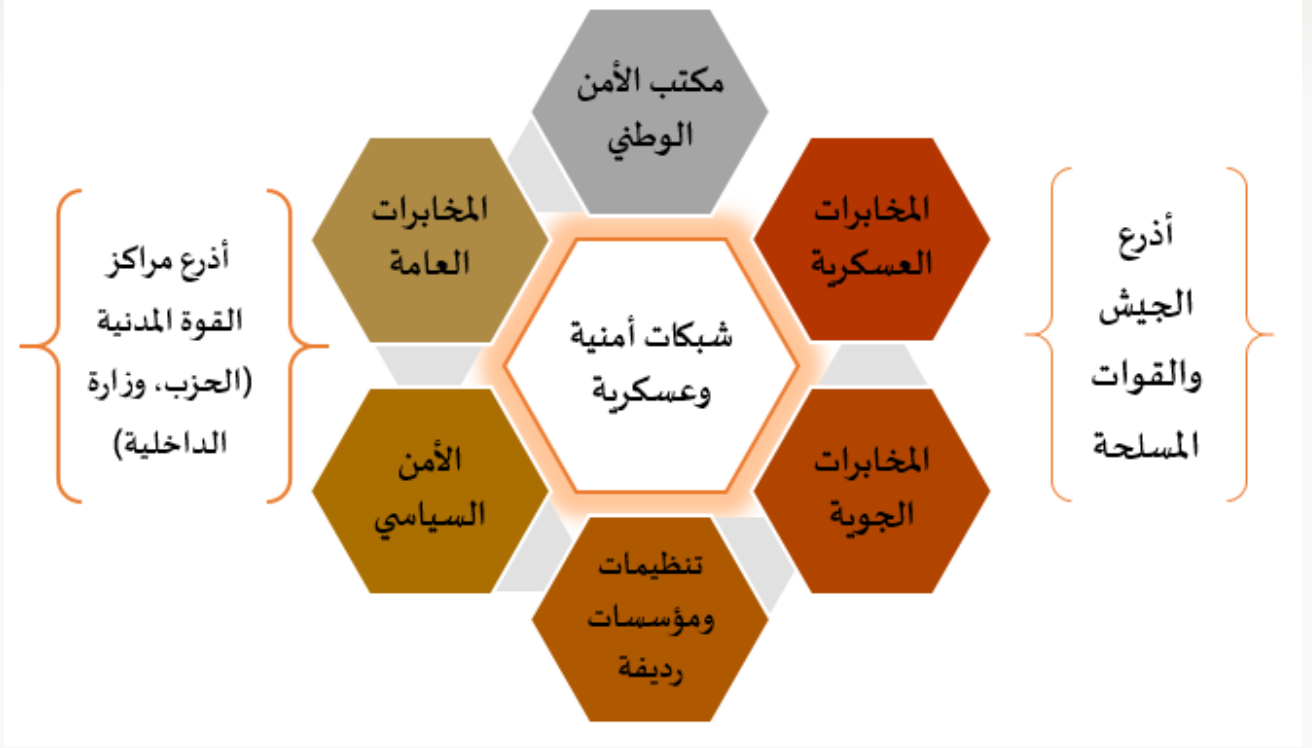 مكتب الأمن
الوطني
المخابرات
العسكرية
المخابرات
الجوية
تنظيمات
ومؤسسات
رديفة
الأمن
السياسي
المخابرات
العامة
شبكات أمنية
وعسكرية
أذرع
الجيش
والقوات
المسلحة
أذرع مراكز
القوة المدنية
(الحزب، وزارة
الداخلية)